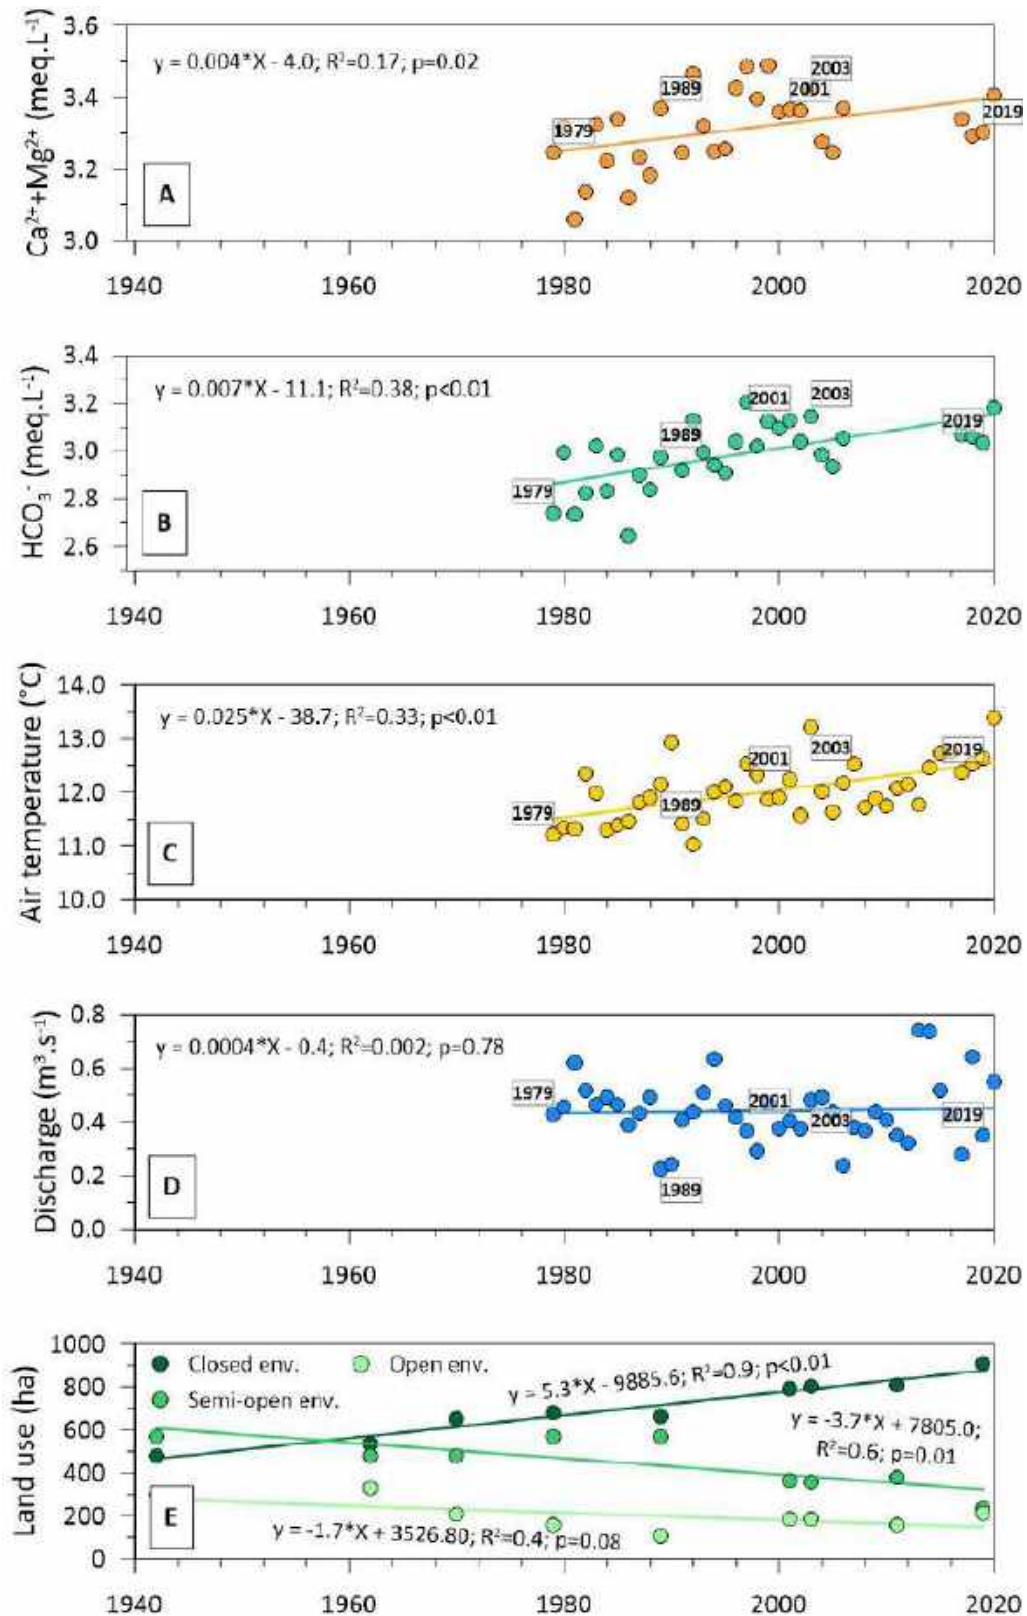 Ca²⁺+Mg²⁺ (meq.L⁻¹)
3.6
3.4
3.2
3.0
y = 0.004*X - 4.0; R²=0.17; p=0.02
1979
1989
2001
2003
2019
A
1940 1960 1980 2000 2020
HCO₃⁻ (meq.L⁻¹)
3.4
3.2
3.0
2.8
2.6
y = 0.007*X - 11.1; R²=0.38; p<0.01
1979
1989
2001
2003
2019
B
1940 1960 1980 2000 2020
Air temperature (°C)
14.0
13.0
12.0
11.0
10.0
y = 0.025*X - 38.7; R²=0.33; p<0.01
1979
1989
2001
2003
2019
C
1940 1960 1980 2000 2020
Discharge (m³.s⁻¹)
0.8
0.6
0.4
0.2
0.0
y = 0.0004*X - 0.4; R²=0.002; p=0.78
1979
1989
2001
2003
2019
D
1940 1960 1980 2000 2020
Land use (ha)
1000
800
600
400
200
0
Closed env. Open env.
Semi-open env.
y = 5.3*X - 9885.6; R²=0.9; p<0.01
y = -3.7*X + 7805.0;
R²=0.6; p=0.01
y = -1.7*X + 3526.80; R²=0.4; p=0.08
E
1940 1960 1980 2000 2020